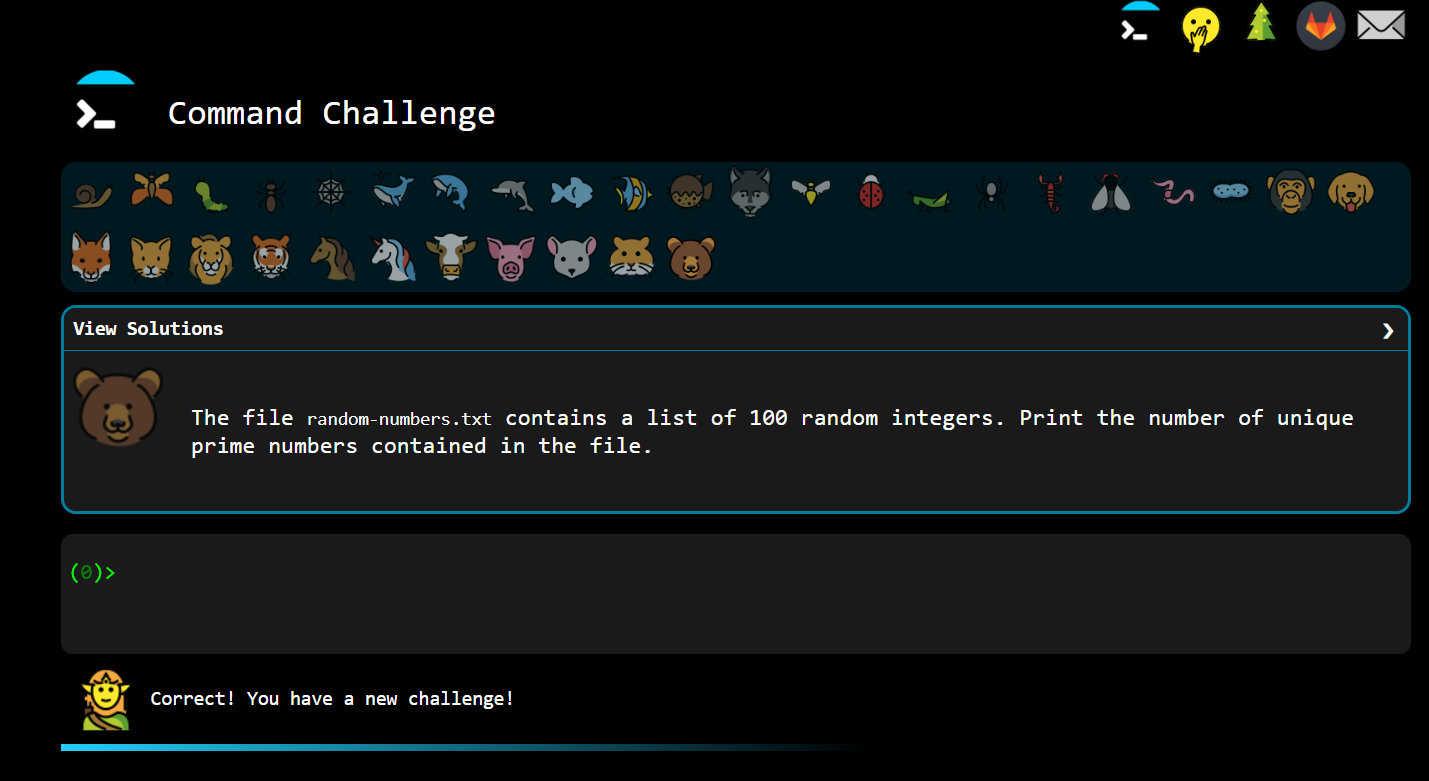 Command Challenge
View Solutions
The file random-numbers.txt contains a list of 100 random integers. Print the number of unique
prime numbers contained in the file.
(0)>
Correct! You have a new challenge!